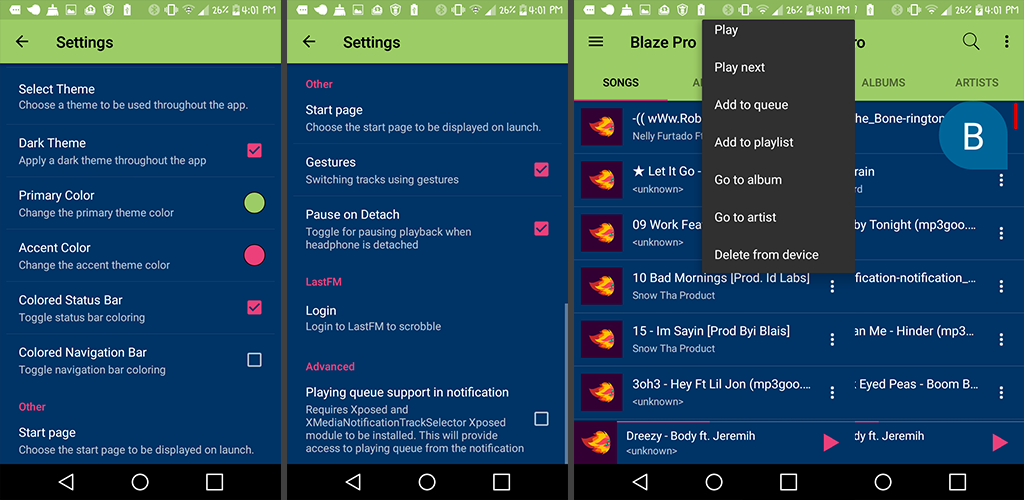 26% 4:01 PM
Settings
Select Theme
Choose a theme to be used throughout the app.
Dark Theme
Apply a dark theme throughout the app
Primary Color
Change the primary theme color
Accent Color
Change the accent theme color
Colored Status Bar
Toggle status bar coloring
Colored Navigation Bar
Toggle navigation bar coloring
Other
Start page
Choose the start page to be displayed on launch.
26% 4:01 PM
Settings
Other
Start page
Choose the start page to be displayed on launch.
Gestures
Switching tracks using gestures
Pause on Detach
Toggle for pausing playback when
headphone is detached
LastFM
Login
Login to LastFM to scrobble
Advanced
Playing queue support in notification
Requires Xposed and
XMediaNotificationTrackSelector Xposed
module to be installed. This will provide
access to playing queue from the notification
26% 4:01 PM
Blaze Pro
SONGS
-(( wWw.Rob
Nelly Furtado Ft
★ Let It Go -
<unknown>
09 Work Fea
<unknown>
10 Bad Mornings [Prod. Id Labs]
Snow Tha Product
15 - Im Sayin [Prod Byi Blais]
Snow Tha Product
3oh3 - Hey Ft Lil Jon (mp3goo....
<unknown>
Dreezy - Body ft. Jeremih
<unknown>
Play
Play next
Add to queue
Add to playlist
Go to album
Go to artist
Delete from device
26% 4:01 PM
ro
ALBUMS
ARTISTS
he_Bone-rington
B
rain
rd
by Tonight (mp3goo....
fication-notification_...
an Me - Hinder (mp3...
Eyed Peas - Boom B...
dy ft. Jeremih